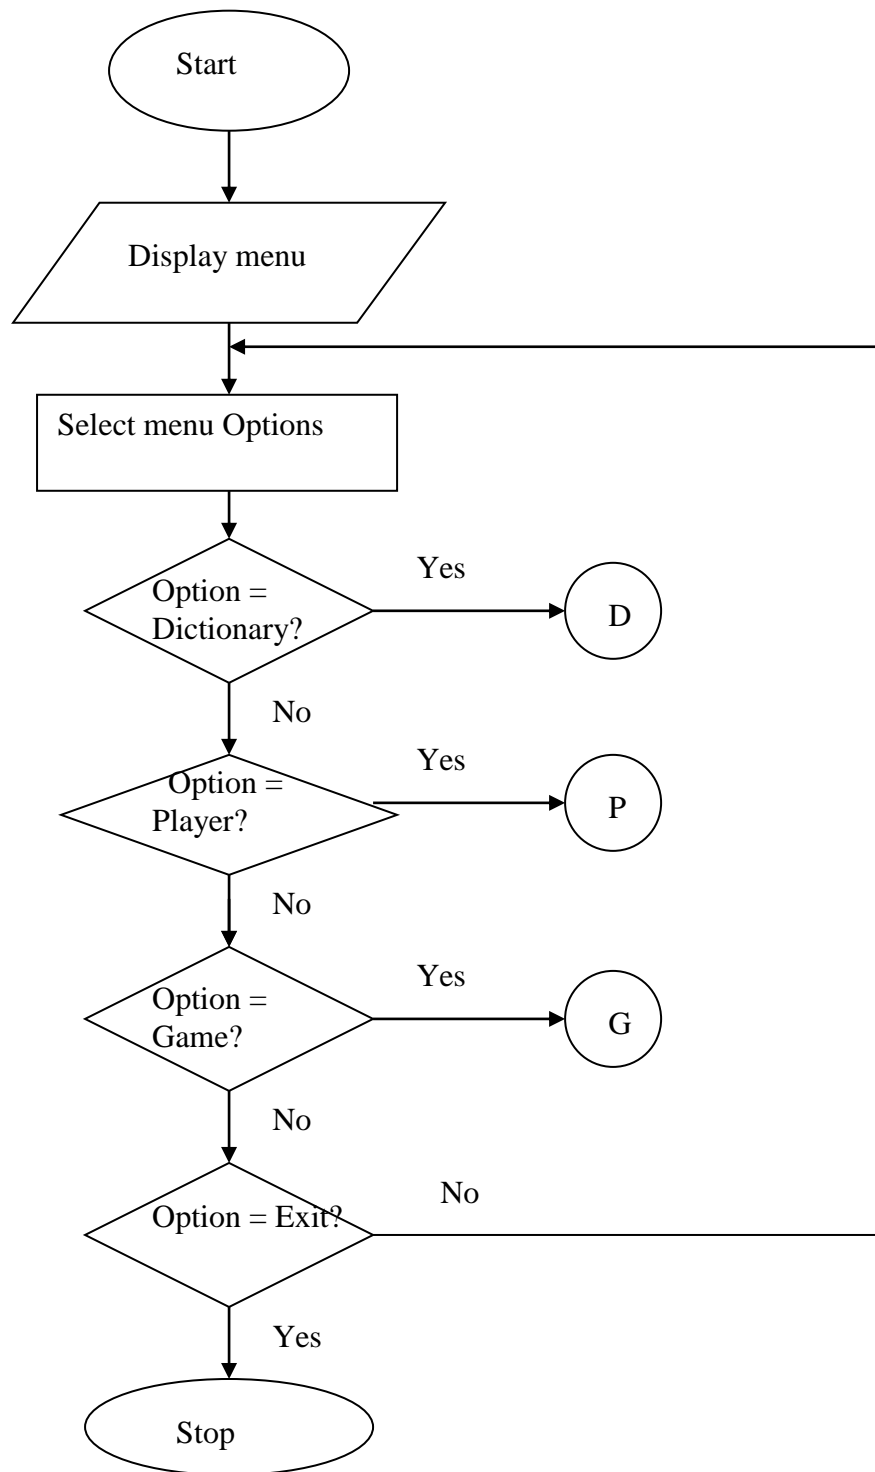 Start
Display menu
Select menu Options
Yes
Option =
Dictionary?
D
No
Yes
Option =
Player?
P
No
Yes
Option =
Game?
G
No
No
Option = Exit?
Yes
Stop